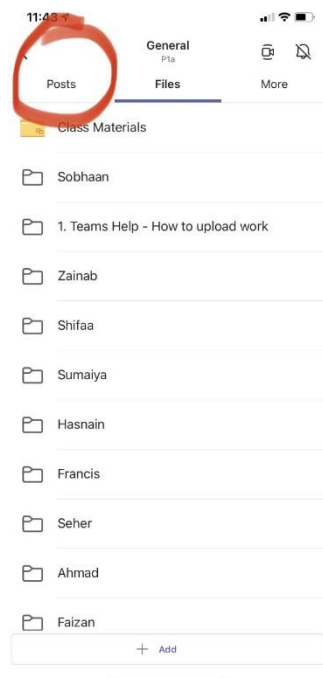 General
P1a
Posts Files More
Class Materials
Sobhaan
1. Teams Help - How to upload work
Zainab
Shifaa
Sumaiya
Hasnain
Francis
Seher
Ahmad
Faizan
+ Add